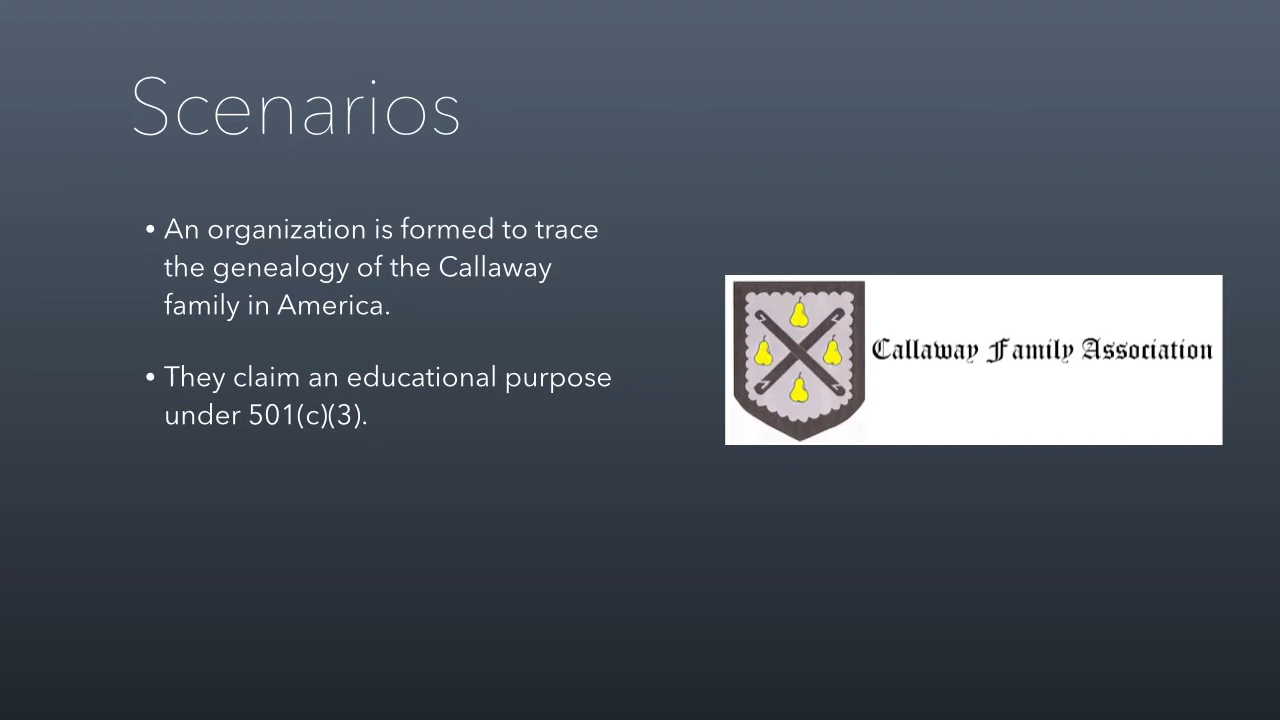 Scenarios
• An organization is formed to trace
the genealogy of the Callaway
family in America.
• They claim an educational purpose
under 501(c)(3).
Callaway Family Association